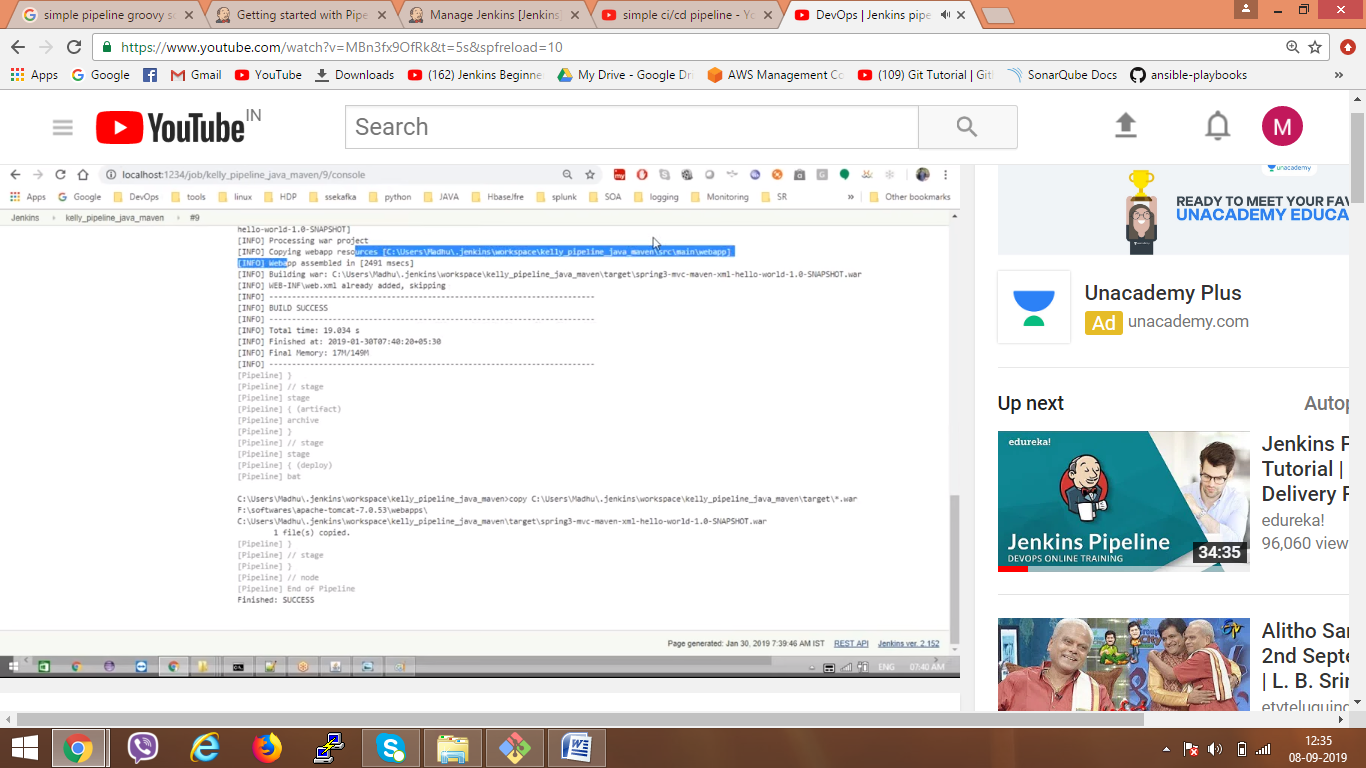 simple pipeline groovy s
Getting started with Pipe
Manage Jenkins [Jenkins]
simple ci/cd pipeline - Yo
DevOps | Jenkins pipe
https://www.youtube.com/watch?v=MBn3fx9OfRk&t=5s&spfreload=10
Apps Google Gmail YouTube Downloads (162) Jenkins Beginne My Drive - Google Dr AWS Management Co (109) Git Tutorial | Git SonarQube Docs ansible-playbooks »
YouTube IN
Search
M
localhost:1234/job/kelly_pipeline_java_maven/9/console
Apps Google DevOps tools linux HDP ssekafka python JAVA Hbase/fre splunk SOA logging Monitoring SR » Other bookmarks
Jenkins kelly_pipeline_java_maven #9
hello-world-1.0-SNAPSHOT]
[INFO] Processing war project
[INFO] Copying webapp resources [C:\Users\Madhu\.jenkins\workspace\kelly_pipeline_java_maven\src\main\webapp]
[INFO] Webapp assembled in [2491 msecs]
[INFO] Building war: C:\Users\Madhu\.jenkins\workspace\kelly_pipeline_java_maven\target\spring3-mvc-maven-xml-hello-world-1.0-SNAPSHOT.war
[INFO] WEB-INF\web.xml already added, skipping
[INFO] ------------------------------------------------------------------------
[INFO] BUILD SUCCESS
[INFO] ------------------------------------------------------------------------
[INFO] Total time: 19.034 s
[INFO] Finished at: 2019-01-30T07:40:20+05:30
[INFO] Final Memory: 17M/149M
[INFO] ------------------------------------------------------------------------
[Pipeline] }
[Pipeline] // stage
[Pipeline] stage
[Pipeline] { (artifact)
[Pipeline] archive
[Pipeline] }
[Pipeline] // stage
[Pipeline] stage
[Pipeline] { (deploy)
[Pipeline] bat
C:\Users\Madhu\.jenkins\workspace\kelly_pipeline_java_maven>copy C:\Users\Madhu\.jenkins\workspace\kelly_pipeline_java_maven\target\*.war
F:\softwares\apache-tomcat-7.0.53\webapps\
C:\Users\Madhu\.jenkins\workspace\kelly_pipeline_java_maven\target\spring3-mvc-maven-xml-hello-world-1.0-SNAPSHOT.war
1 file(s) copied.
[Pipeline] }
[Pipeline] // stage
[Pipeline] }
[Pipeline] // node
[Pipeline] End of Pipeline
Finished: SUCCESS
Page generated: Jan 30, 2019 7:39:46 AM IST REST API Jenkins ver. 2.152
ENG 07:40 AM
unacademy
READY TO MEET YOUR FAV
UNACADEMY EDUCA
Unacademy Plus
Ad unacademy.com
Up next Autop
edureka!
Jenkins Pipeline
DEVOPS ONLINE TRAINING
34:35
Jenkins P
Tutorial |
Delivery P
edureka!
96,060 view
Alitho Sar
2nd Septe
| L. B. Srir
etvteluguind
12:35
08-09-2019